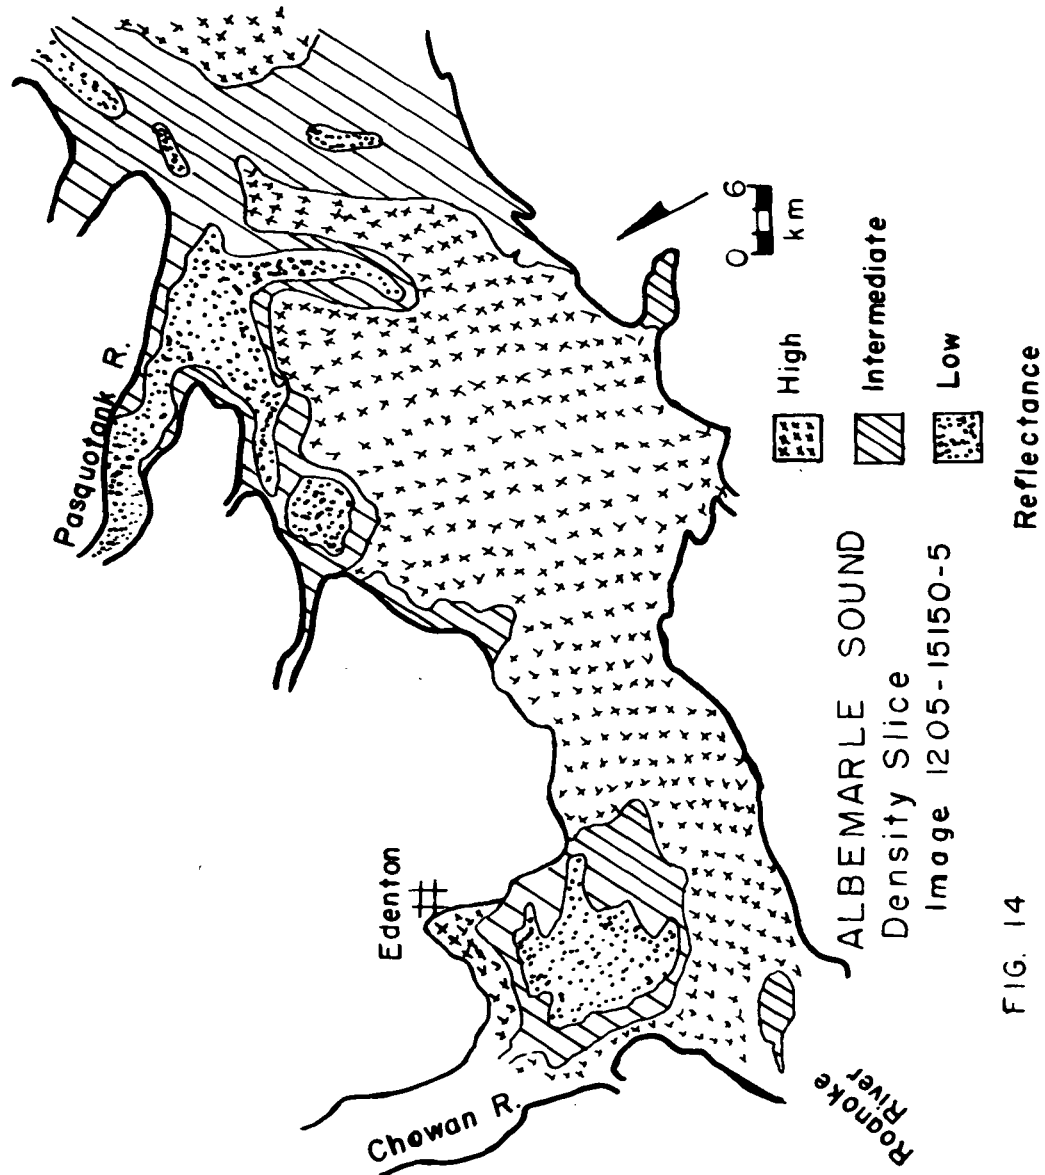 Pasquotank R.
Edenton
Chowan R.
Roanoke
River
ALBEMARLE SOUND
Density Slice
Image 1205-15150-5
0 6
km
High
Intermediate
Low
Reflectance
FIG. 14